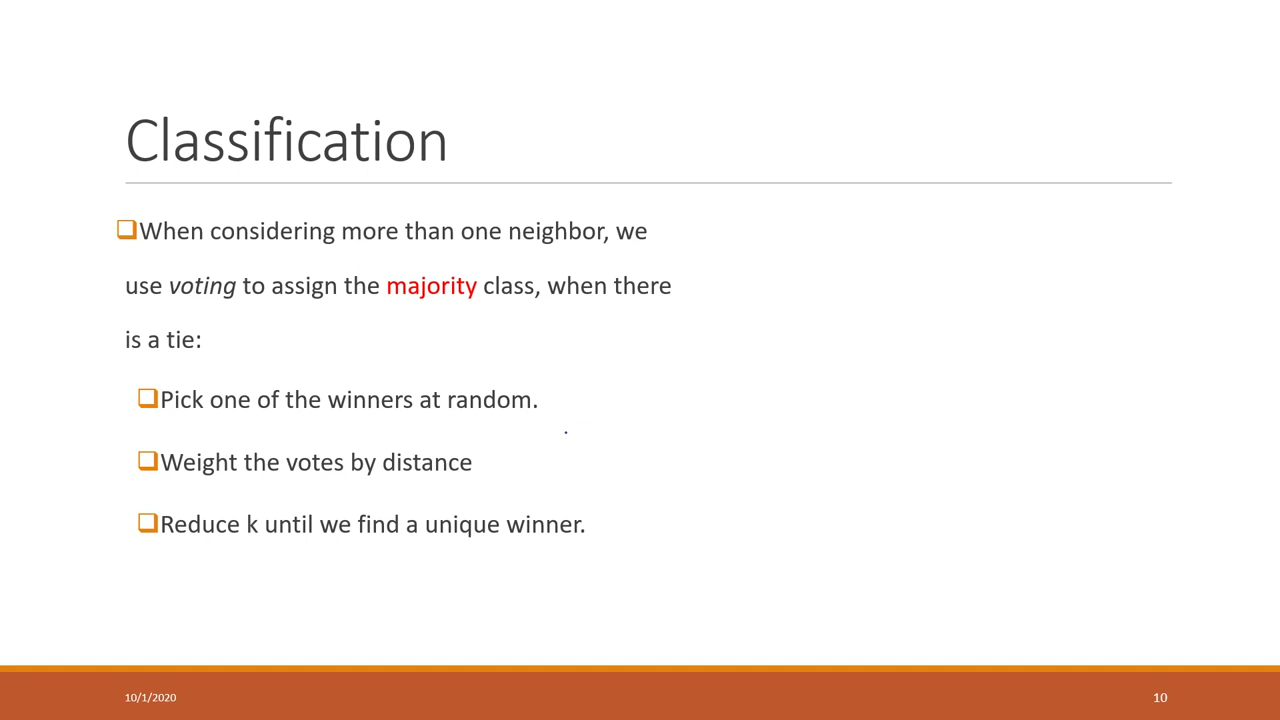 Classification
When considering more than one neighbor, we
use voting to assign the majority class, when there
is a tie:
Pick one of the winners at random.
Weight the votes by distance
Reduce k until we find a unique winner.
10/1/2020
10